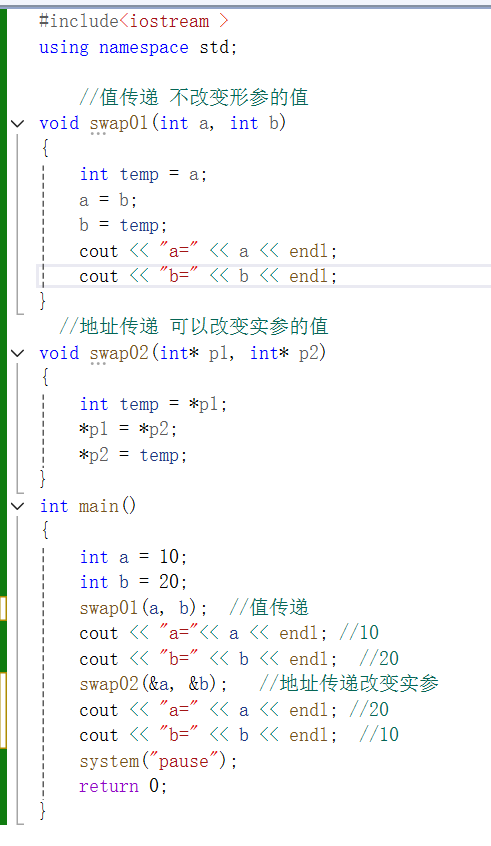 #include<iostream >
using namespace std;
//值传递 不改变形参的值
void swap01(int a, int b)
{
int temp = a;
a = b;
b = temp;
cout << "a=" << a << endl;
cout << "b=" << b << endl;
}
//地址传递 可以改变实参的值
void swap02(int* p1, int* p2)
{
int temp = *p1;
*p1 = *p2;
*p2 = temp;
}
int main()
{
int a = 10;
int b = 20;
swap01(a, b);  //值传递
cout << "a="<< a << endl; //10
cout << "b=" << b << endl;  //20
swap02(&a, &b);   //地址传递改变实参
cout << "a=" << a << endl; //20
cout << "b=" << b << endl;  //10
system("pause");
return 0;
}